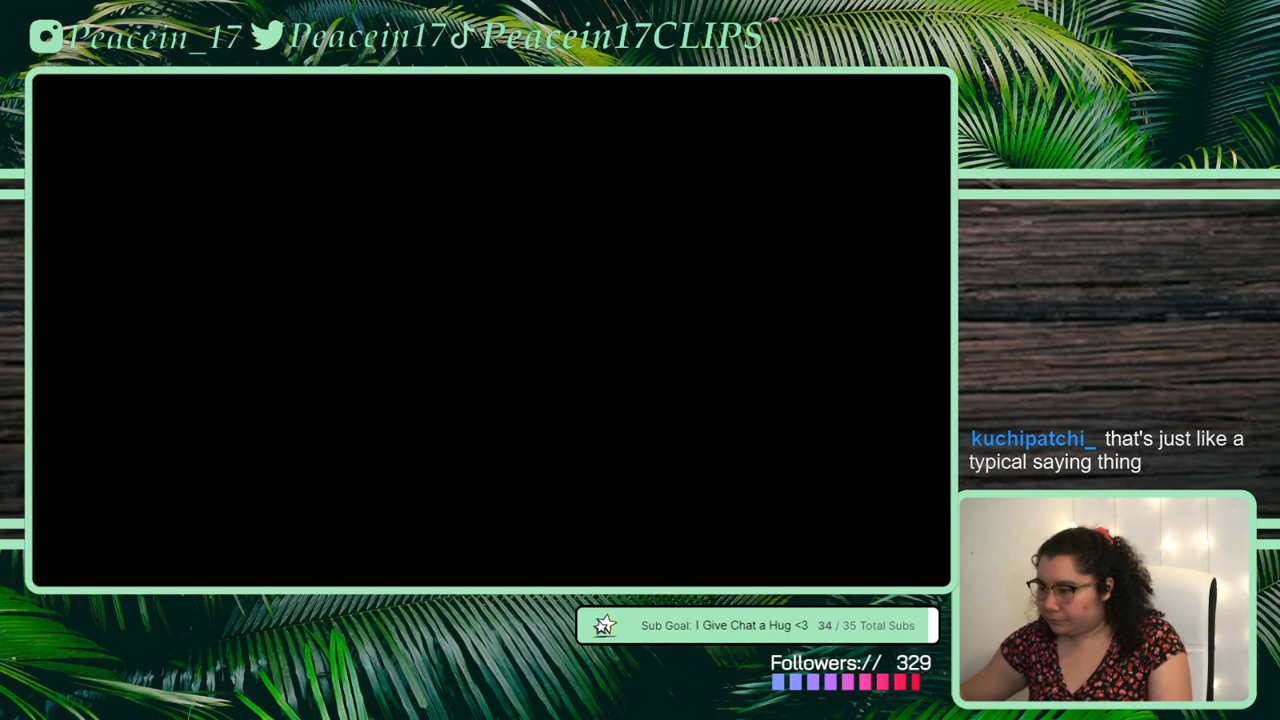 Peacein_17 Peacein17 Peacein17CLIPS
kuchipatchi_ that's just like a
typical saying thing
Sub Goal: I Give Chat a Hug <3 34 / 35 Total Subs
Followers:// 329